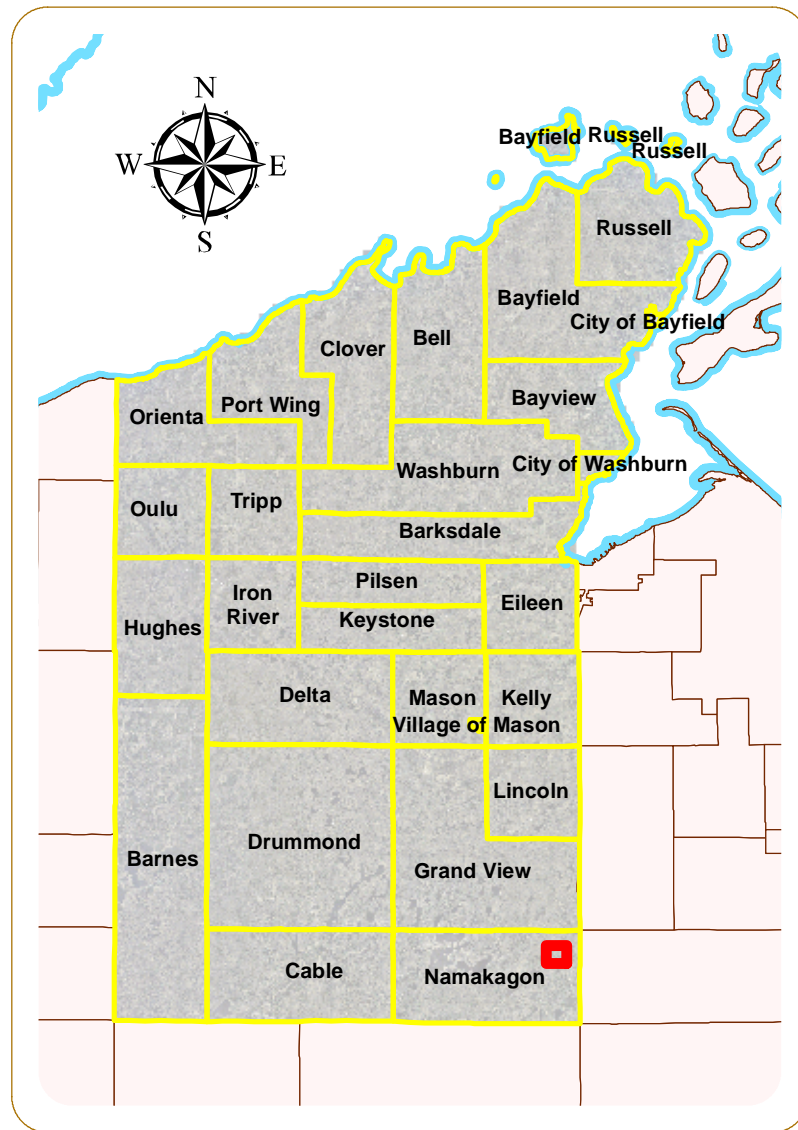 N
W
E
S
Bayfield
Russell
Russell
Russell
Bayfield
City of Bayfield
Clover
Bell
Bayview
Orienta
Port Wing
Washburn
City of Washburn
Oulu
Tripp
Barksdale
Pilsen
Iron
River
Eileen
Keystone
Hughes
Delta
Mason
Kelly
Village of Mason
Lincoln
Drummond
Barnes
Grand View
Cable
Namakagon